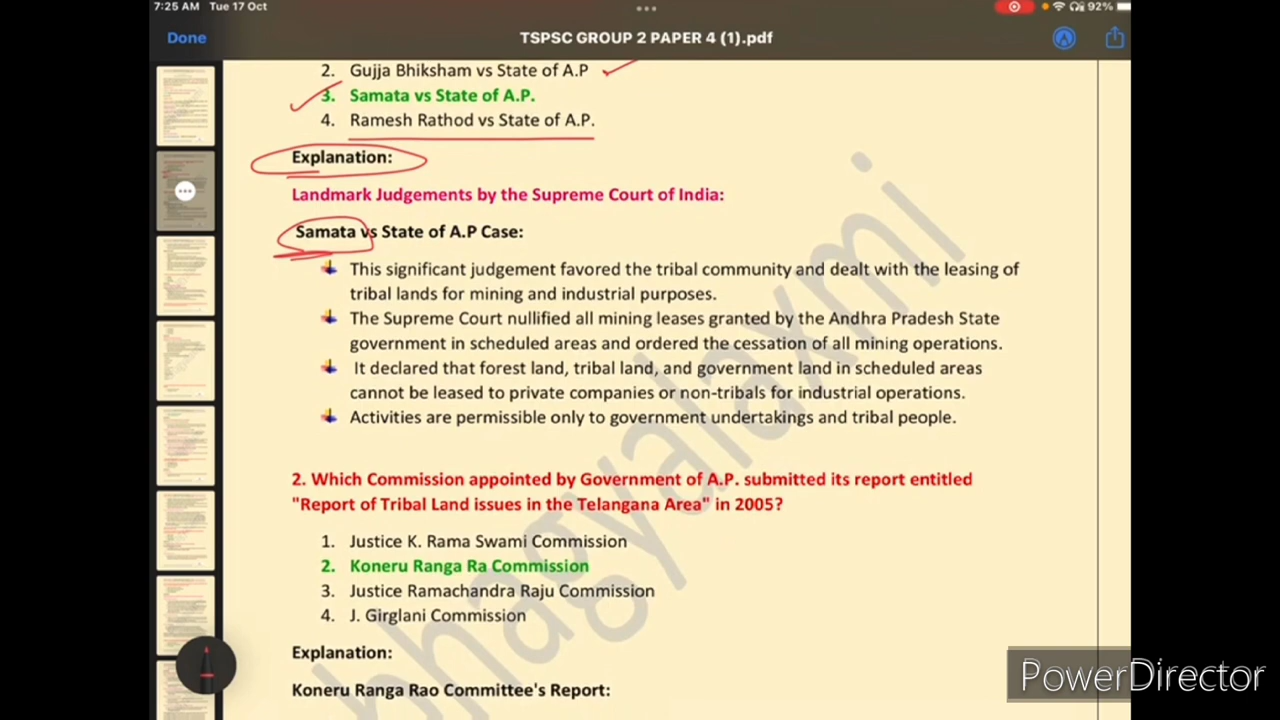 7:25 AM Tue 17 Oct
92%
Done
TSPSC GROUP 2 PAPER 4 (1).pdf
2. Gujja Bhiksham vs State of A.P
3. Samata vs State of A.P.
4. Ramesh Rathod vs State of A.P.
Explanation:
Landmark Judgements by the Supreme Court of India:
Samata vs State of A.P Case:
This significant judgement favored the tribal community and dealt with the leasing of
tribal lands for mining and industrial purposes.
The Supreme Court nullified all mining leases granted by the Andhra Pradesh State
government in scheduled areas and ordered the cessation of all mining operations.
It declared that forest land, tribal land, and government land in scheduled areas
cannot be leased to private companies or non-tribals for industrial operations.
Activities are permissible only to government undertakings and tribal people.
2. Which Commission appointed by Government of A.P. submitted its report entitled
"Report of Tribal Land issues in the Telangana Area" in 2005?
1. Justice K. Rama Swami Commission
2. Koneru Ranga Ra Commission
3. Justice Ramachandra Raju Commission
4. J. Girglani Commission
Explanation:
Koneru Ranga Rao Committee's Report:
bhagyalaxmi
PowerDirector